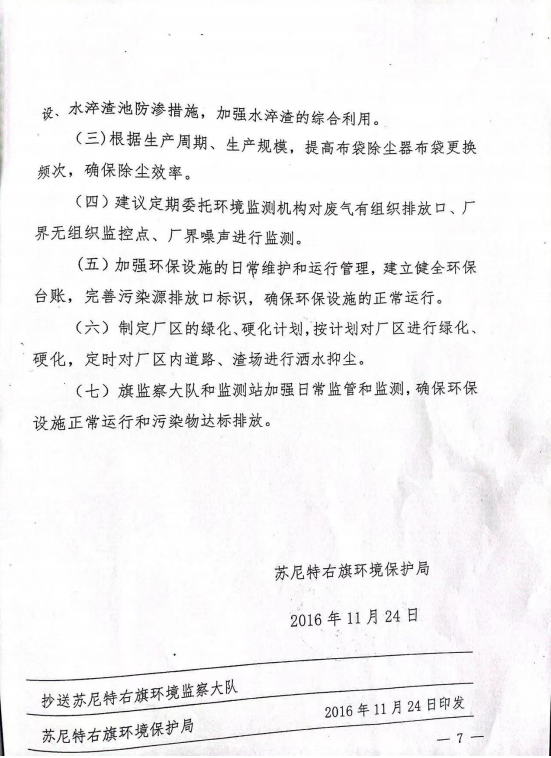 设、水淬渣池防渗措施，加强水淬渣的综合利用。
（三）根据生产周期、生产规模，提高布袋除尘器布袋更换
频次，确保除尘效率。
（四）建议定期委托环境监测机构对废气有组织排放口、厂
界无组织监控点、厂界噪声进行监测。
（五）加强环保设施的日常维护和运行管理，建立健全环保
台账，完善污染源排放口标识，确保环保设施的正常运行。
（六）制定厂区的绿化、硬化计划，按计划对厂区进行绿化、
硬化，定时对厂区内道路、渣场进行洒水抑尘。
（七）旗监察大队和监测站加强日常监管和监测，确保环保
设施正常运行和污染物达标排放。
苏尼特右旗环境保护局
2016年11月24日
抄送苏尼特右旗环境监察大队
苏尼特右旗环境保护局 2016年11月24日印发
— 7 —